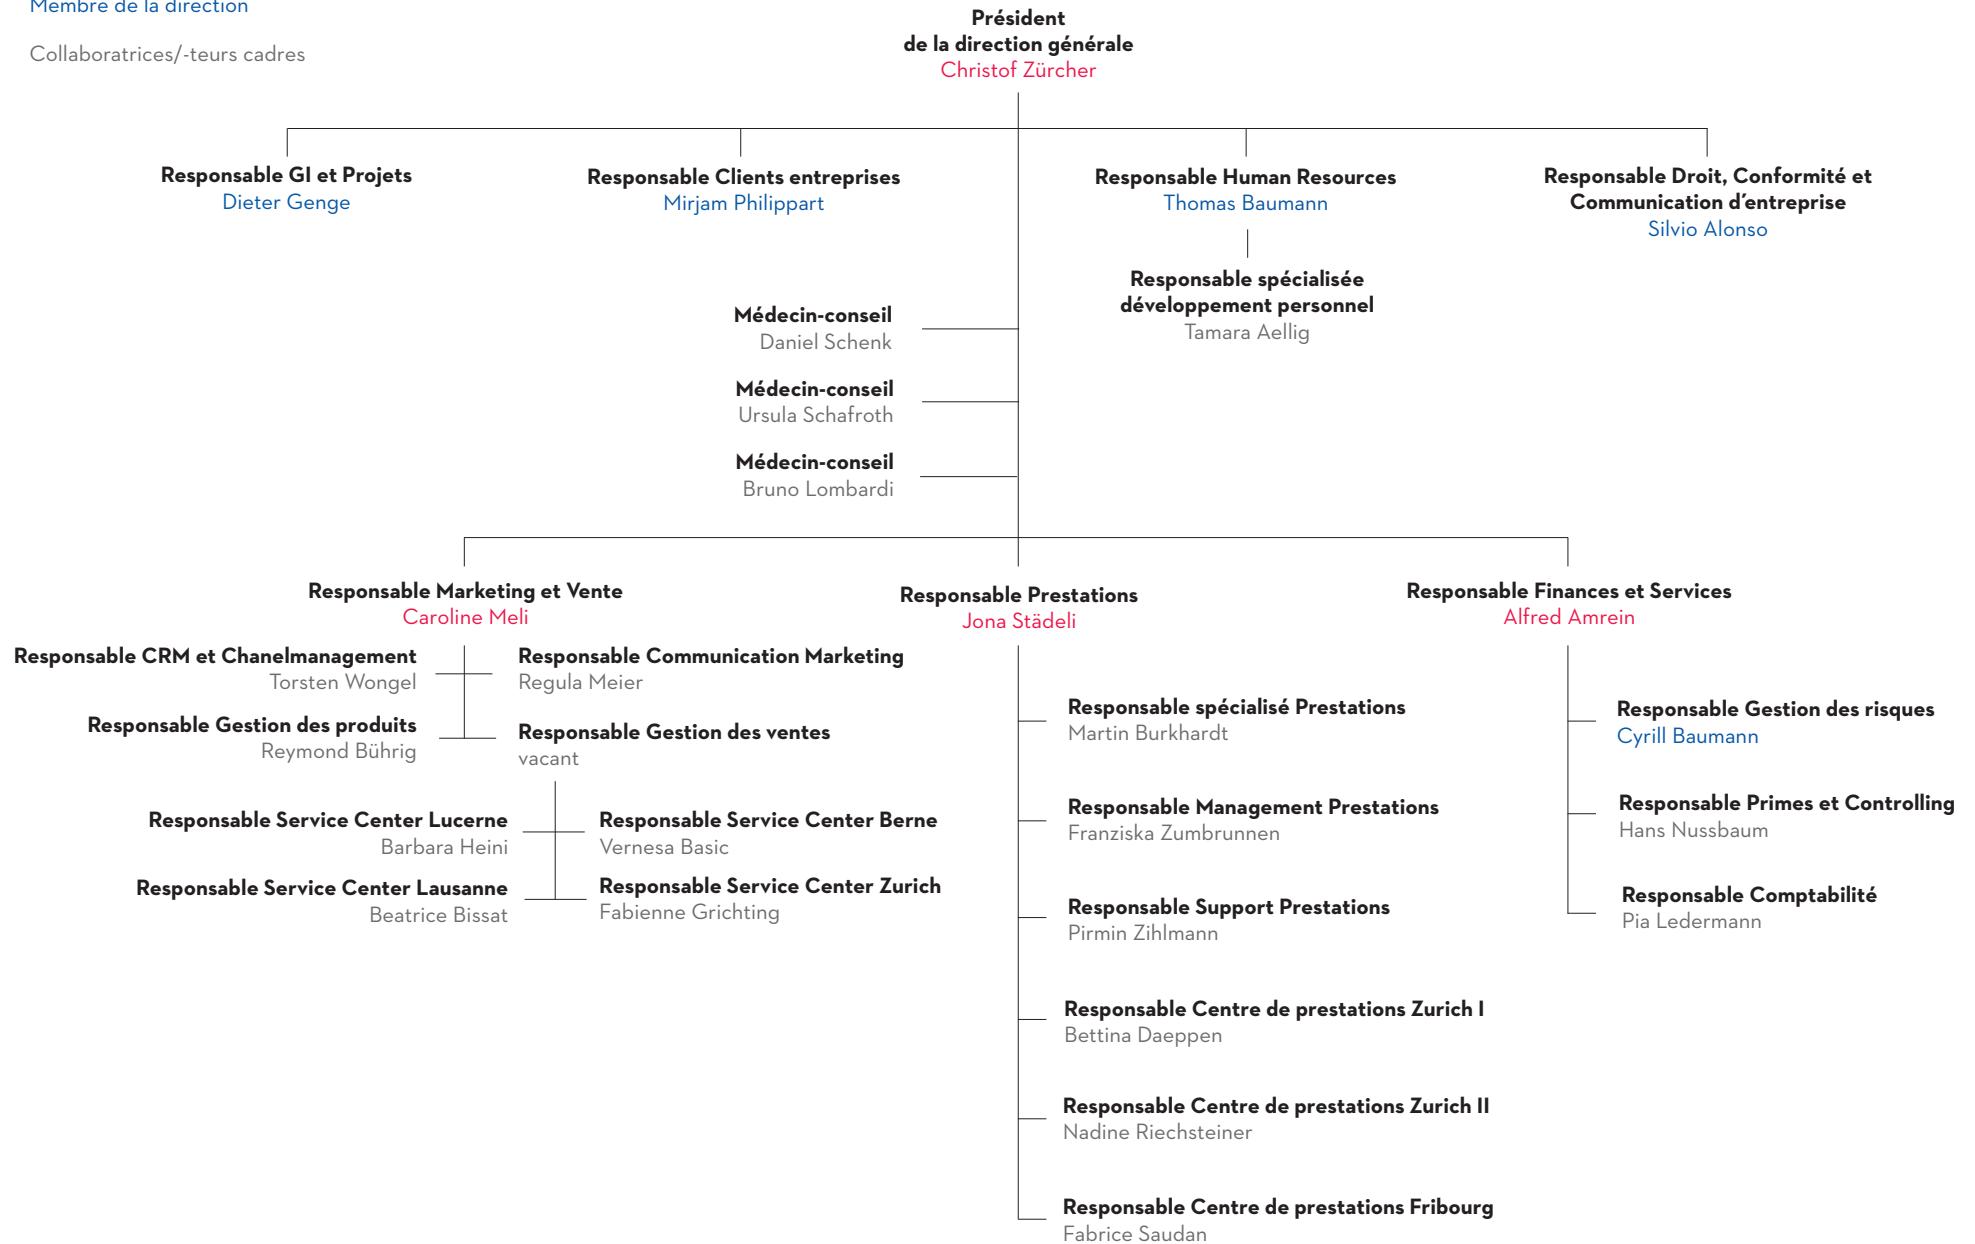 Membre de la direction
Collaboratrices/-teurs cadres
Président
de la direction générale
Christof Zürcher
Responsable GI et Projets
Dieter Genge
Responsable Clients entreprises
Mirjam Philippart
Responsable Human Resources
Thomas Baumann
Responsable Droit, Conformité et
Communication d'entreprise
Silvio Alonso
Responsable spécialisée
développement personnel
Tamara Aellig
Médecin-conseil
Daniel Schenk
Médecin-conseil
Ursula Schafroth
Médecin-conseil
Bruno Lombardi
Responsable Marketing et Vente
Caroline Meli
Responsable Prestations
Jona Städeli
Responsable Finances et Services
Alfred Amrein
Responsable CRM et Chanelmanagement
Torsten Wongel
Responsable Communication Marketing
Regula Meier
Responsable Gestion des produits
Reymond Bührig
Responsable Gestion des ventes
vacant
Responsable Service Center Lucerne
Barbara Heini
Responsable Service Center Berne
Vernesa Basic
Responsable Service Center Lausanne
Beatrice Bissat
Responsable Service Center Zurich
Fabienne Grichting
Responsable spécialisé Prestations
Martin Burkhardt
Responsable Management Prestations
Franziska Zumbrunnen
Responsable Support Prestations
Pirmin Zihlmann
Responsable Centre de prestations Zurich I
Bettina Daeppen
Responsable Centre de prestations Zurich II
Nadine Riechsteiner
Responsable Centre de prestations Fribourg
Fabrice Saudan
Responsable Gestion des risques
Cyrill Baumann
Responsable Primes et Controlling
Hans Nussbaum
Responsable Comptabilité
Pia Ledermann